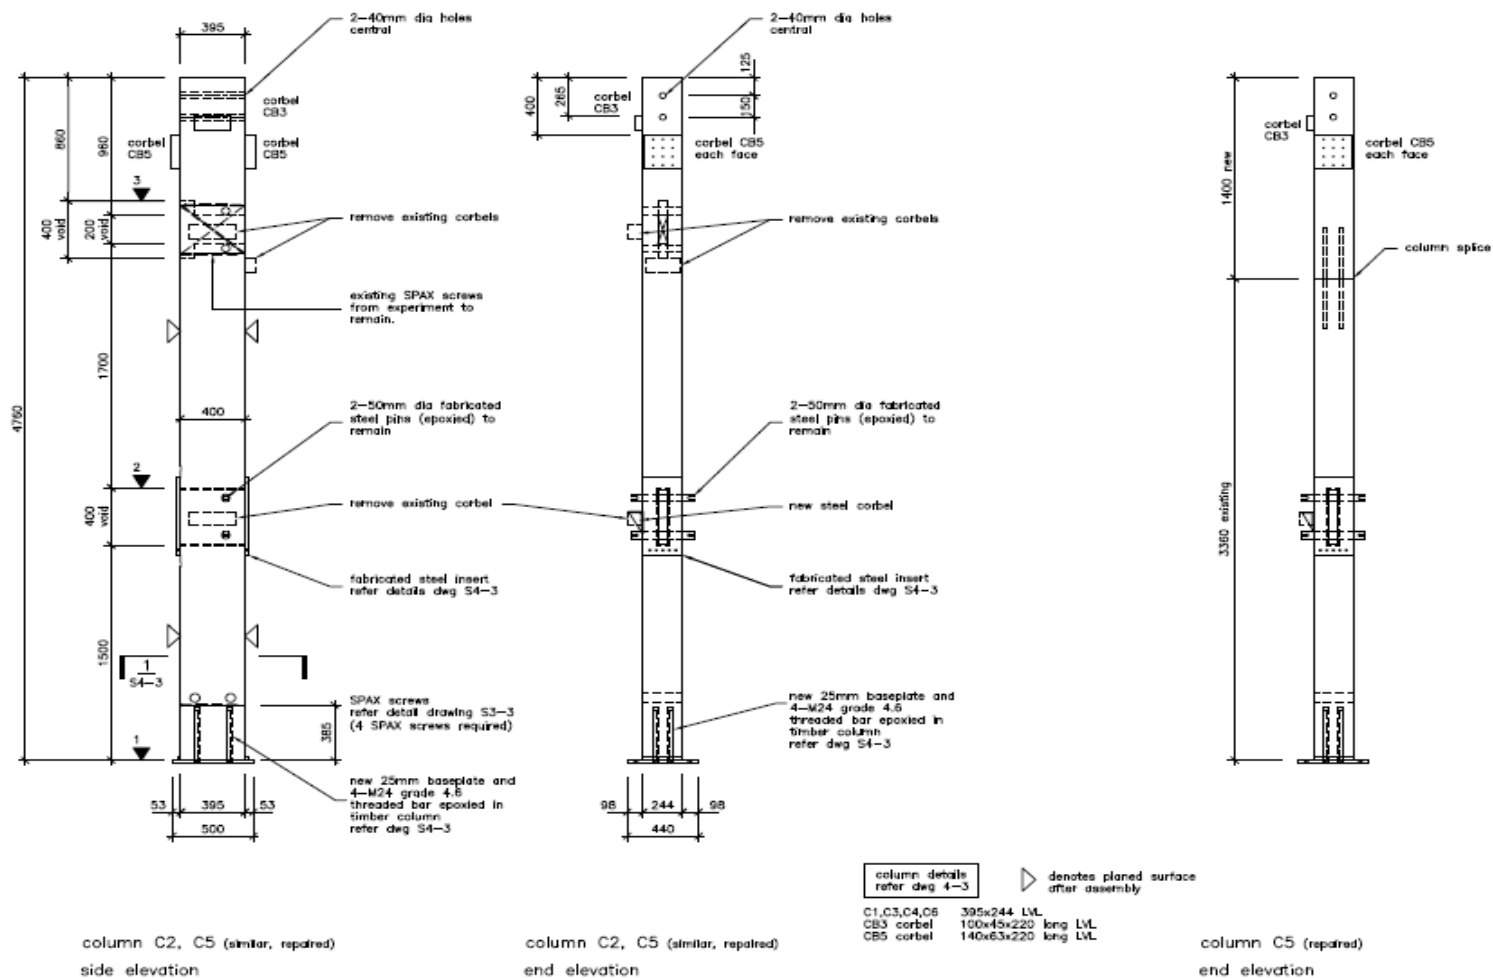 2-40mm dia holes
central
395
corbel
CB3
corbel
CB5
corbel
CB5
860
960
3
400
void
200
void
remove existing corbels
existing SPAX screws
from experiment to
remain.
1700
4760
400
2-50mm dia fabricated
steel pins (epoxied) to
remain
2
remove existing corbel
400
void
fabricated steel insert
refer details dwg S4-3
1500
1
S4-3
SPAX screws
refer detail drawing S3-3
(4 SPAX screws required)
385
1
new 25mm baseplate and
4-M24 grade 4.6
threaded bar epoxied in
timber column
refer dwg S4-3
53 395 53
500
column C2, C5 (similar, repaired)
side elevation
2-40mm dia holes
central
125
150
400
265
corbel
CB3
corbel CB5
each face
remove existing corbels
2-50mm dia fabricated
steel pins (epoxied) to
remain
new steel corbel
fabricated steel insert
refer details dwg S4-3
new 25mm baseplate and
4-M24 grade 4.6
threaded bar epoxied in
timber column
refer dwg S4-3
98 244 98
440
column C2, C5 (similar, repaired)
end elevation
corbel
CB3
corbel CB5
each face
1400 new
column splice
3360 existing
column details
refer dwg 4-3
denotes planed surface
after assembly
C1,C3,C4,C6 395x244 LVL
CB3 corbel 100x45x220 long LVL
CB5 corbel 140x63x220 long LVL
column C5 (repaired)
end elevation